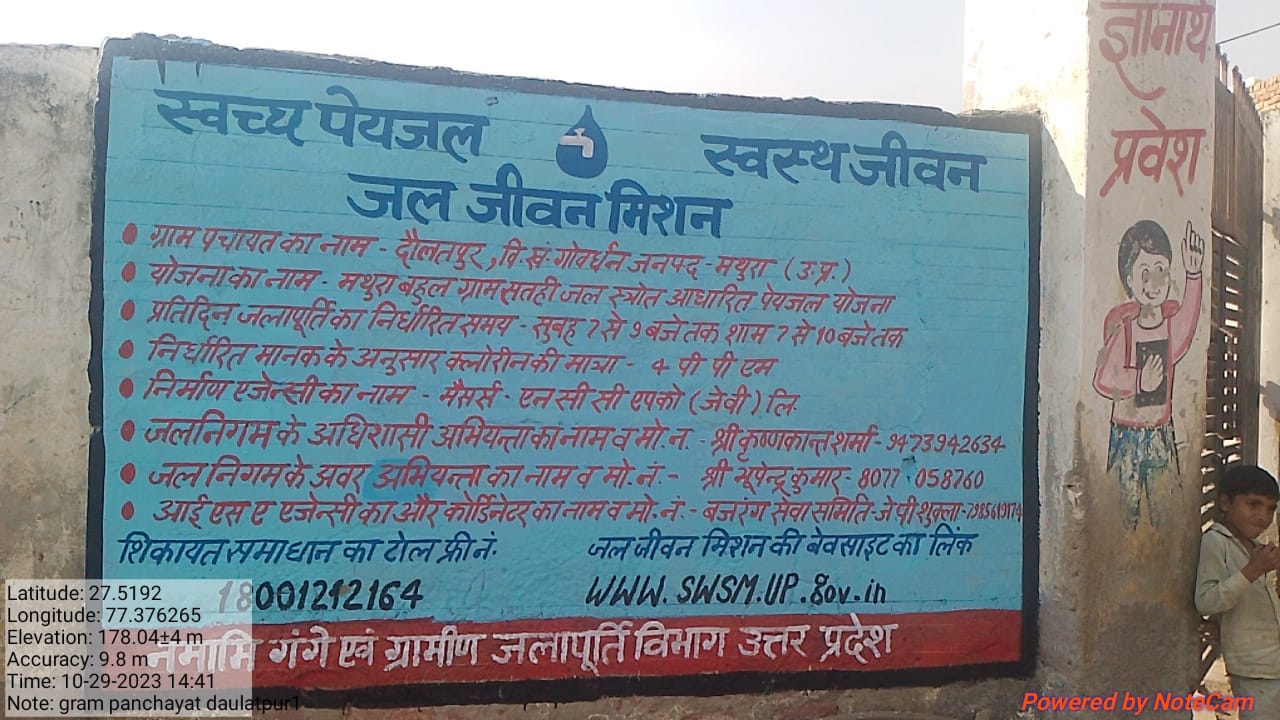 स्वच्छ पेयजल स्वस्थ जीवन
जल जीवन मिशन
ग्राम पचायत का नाम - दौलतपुर, वि.खं. गोवर्धन जनपद - मथुरा (उ.प्र.)
योजना का नाम - मथुरा बहुल ग्राम सतही जल स्त्रोत आधारित पेयजल योजना
प्रतिदिन जलापूर्ति का निर्धारित समय - सुबह 7 से 9 बजे तक शाम 7 से 10 बजे तक
निर्धारित मानक के अनुसार क्लोरीन की मात्रा - 4 पी पी एम
निर्माण एजेन्सी का नाम - मैसर्स - एन सी सी एपको (जेवी) लि.
जलनिगम के अधिशासी अभियन्ता का नाम व मो. न. - श्री कृष्णकान्त शर्मा - 9473942634
जल निगम के अवर अभियन्ता का नाम व मो. नं. - श्री भूपेन्द्र कुमार - 8077 058760
आई एस ए एजेन्सी का और कोर्डिनेटर का नाम व मो. नं. - बजरंग सेवा समिति - जे पी शुक्ला -
शिकायत समाधान का टोल फ्री नं. जल जीवन मिशन की बेवसाइट का लिंक
18001212164 WWW.SWSM.UP.gov.in
नमामि गंगे एवं ग्रामीण जलापूर्ति विभाग उत्तर प्रदेश
ज्ञानार्थ
प्रवेश
Latitude: 27.5192
Longitude: 77.376265
Elevation: 178.04±4 m
Accuracy: 9.8 m
Time: 10-29-2023 14:41
Note: gram panchayat daulatpur1
Powered by NoteCam